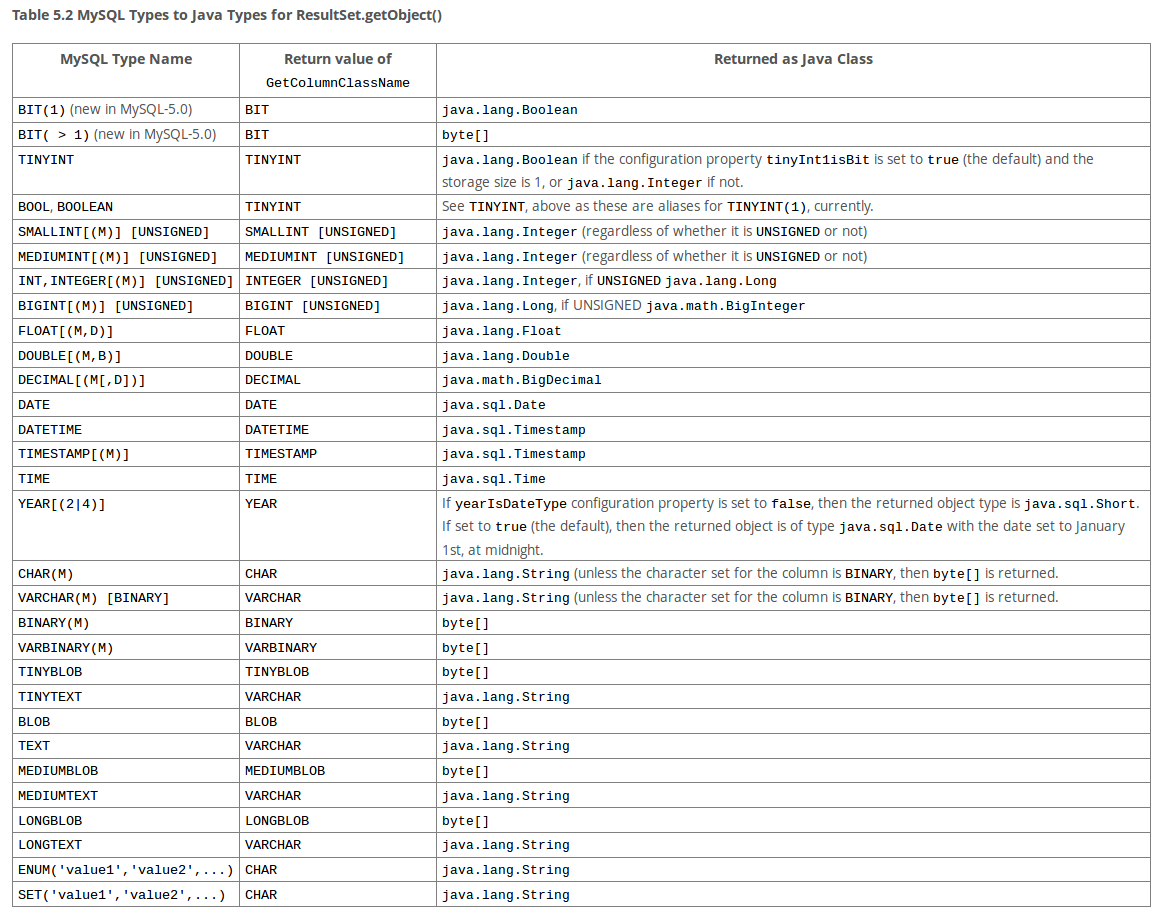 Table 5.2 MySQL Types to Java Types for ResultSet.getObject()
MySQL Type Name
Return value of
GetColumnClassName
Returned as Java Class
BIT(1) (new in MySQL-5.0) BIT java.lang.Boolean
BIT( > 1) (new in MySQL-5.0) BIT byte[]
TINYINT TINYINT java.lang.Boolean if the configuration property tinyInt1isBit is set to true (the default) and the
storage size is 1, or java.lang.Integer if not.
BOOL, BOOLEAN TINYINT See TINYINT, above as these are aliases for TINYINT(1), currently.
SMALLINT[(M)] [UNSIGNED] SMALLINT [UNSIGNED] java.lang.Integer (regardless of whether it is UNSIGNED or not)
MEDIUMINT[(M)] [UNSIGNED] MEDIUMINT [UNSIGNED] java.lang.Integer (regardless of whether it is UNSIGNED or not)
INT,INTEGER[(M)] [UNSIGNED] INTEGER [UNSIGNED] java.lang.Integer, if UNSIGNED java.lang.Long
BIGINT[(M)] [UNSIGNED] BIGINT [UNSIGNED] java.lang.Long, if UNSIGNED java.math.BigInteger
FLOAT[(M,D)] FLOAT java.lang.Float
DOUBLE[(M,B)] DOUBLE java.lang.Double
DECIMAL[(M[,D])] DECIMAL java.math.BigDecimal
DATE DATE java.sql.Date
DATETIME DATETIME java.sql.Timestamp
TIMESTAMP[(M)] TIMESTAMP java.sql.Timestamp
TIME TIME java.sql.Time
YEAR[(2|4)] YEAR If yearIsDateType configuration property is set to false, then the returned object type is java.sql.Short.
If set to true (the default), then the returned object is of type java.sql.Date with the date set to January
1st, at midnight.
CHAR(M) CHAR java.lang.String (unless the character set for the column is BINARY, then byte[] is returned.
VARCHAR(M) [BINARY] VARCHAR java.lang.String (unless the character set for the column is BINARY, then byte[] is returned.
BINARY(M) BINARY byte[]
VARBINARY(M) VARBINARY byte[]
TINYBLOB TINYBLOB byte[]
TINYTEXT VARCHAR java.lang.String
BLOB BLOB byte[]
TEXT VARCHAR java.lang.String
MEDIUMBLOB MEDIUMBLOB byte[]
MEDIUMTEXT VARCHAR java.lang.String
LONGBLOB LONGBLOB byte[]
LONGTEXT VARCHAR java.lang.String
ENUM('value1','value2',...) CHAR java.lang.String
SET('value1','value2',...) CHAR java.lang.String